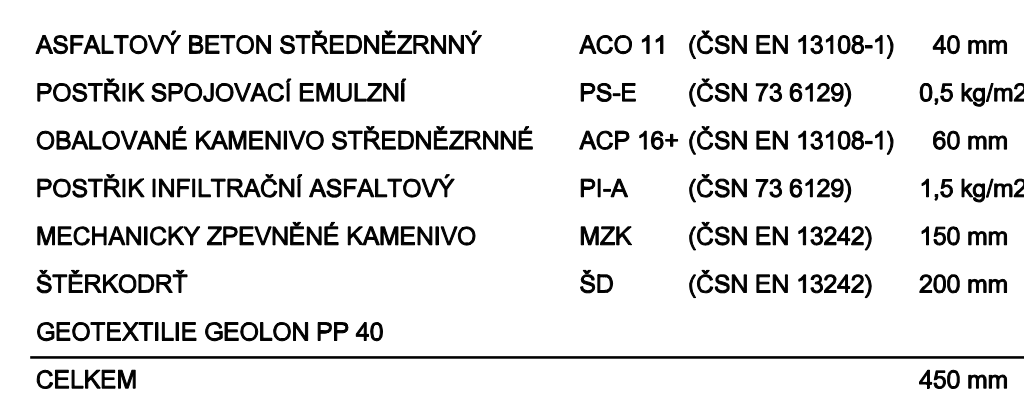 ASFALTOVÝ BETON STŘEDNĚZRNNÝ ACO 11 (ČSN EN 13108-1) 40 mm
POSTŘIK SPOJOVACÍ EMULZNÍ PS-E (ČSN 73 6129) 0,5 kg/m2
OBALOVANÉ KAMENIVO STŘEDNĚZRNNÉ ACP 16+ (ČSN EN 13108-1) 60 mm
POSTŘIK INFILTRAČNÍ ASFALTOVÝ PI-A (ČSN 73 6129) 1,5 kg/m2
MECHANICKY ZPEVNĚNÉ KAMENIVO MZK (ČSN EN 13242) 150 mm
ŠTĚRKODRŤ ŠD (ČSN EN 13242) 200 mm
GEOTEXTILIE GEOLON PP 40
CELKEM 450 mm